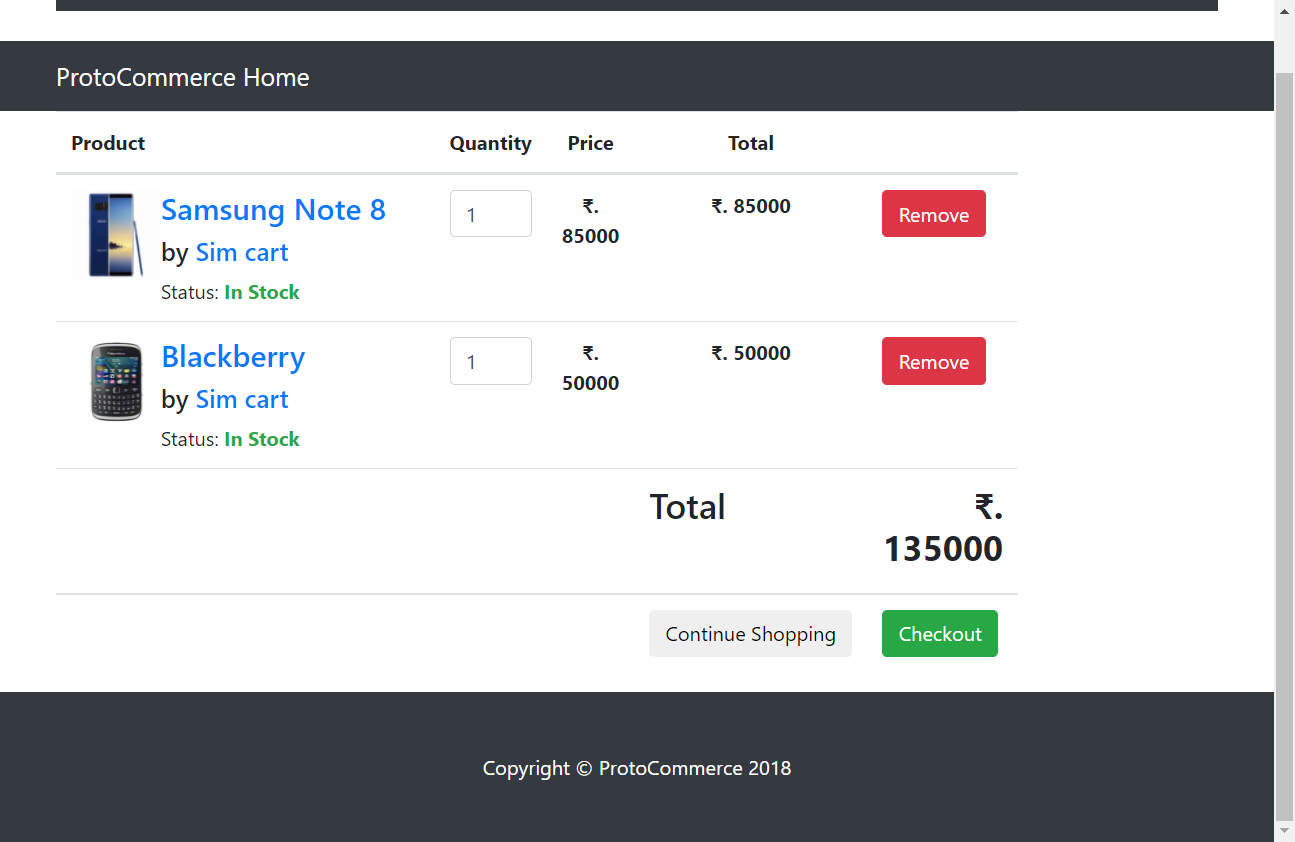 ProtoCommerce Home
Product Quantity Price Total
Samsung Note 8 1 ₹. ₹. 85000 Remove
85000
by Sim cart
Status: In Stock
Blackberry 1 ₹. ₹. 50000 Remove
50000
by Sim cart
Status: In Stock
Total ₹.
135000
Continue Shopping Checkout
Copyright © ProtoCommerce 2018